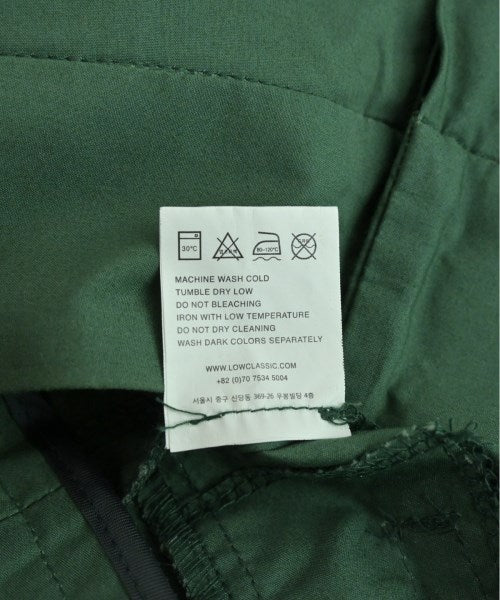 30°C
80~120°C
MACHINE WASH COLD
TUMBLE DRY LOW
DO NOT BLEACHING
IRON WITH LOW TEMPERATURE
DO NOT DRY CLEANING
WASH DARK COLORS SEPARATELY
WWW.LOWCLASSIC.COM
+82 (0)70 7534 5004
서울시 중구 신당동 369-26 우봉빌딩 4층